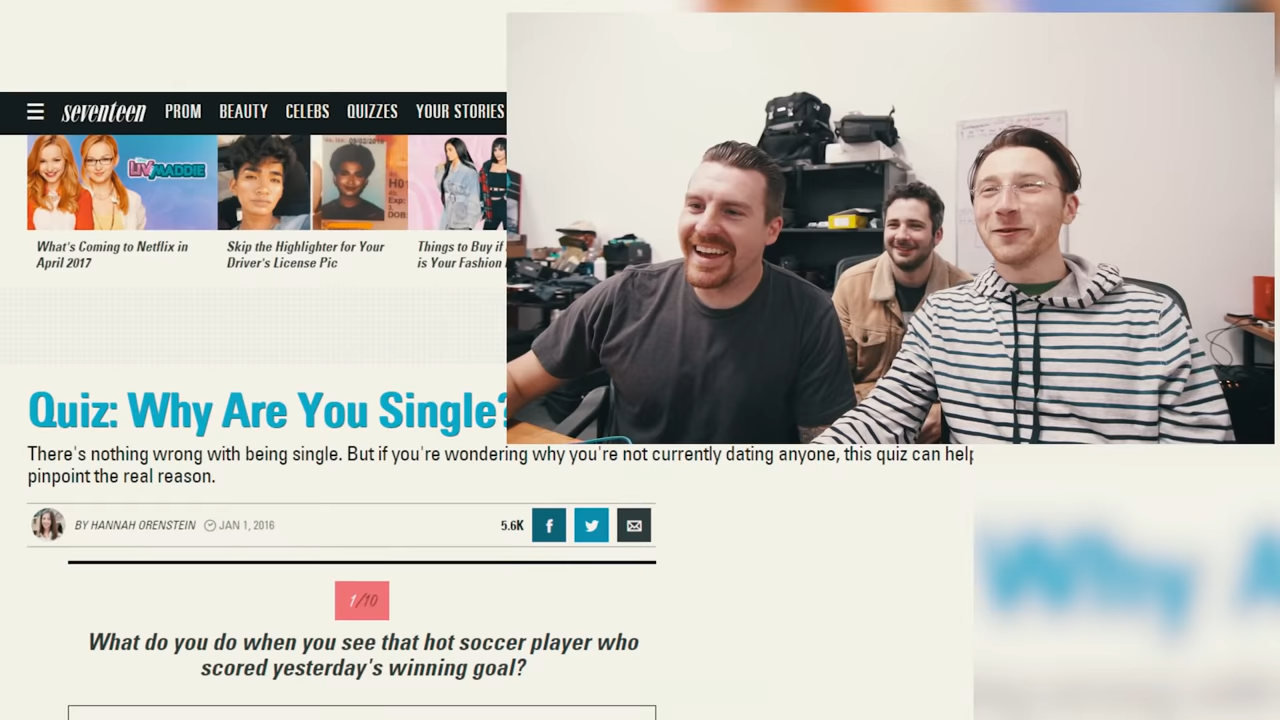 seventeen PROM BEAUTY CELEBS QUIZZES YOUR STORIES
LIV and MADDIE
What's Coming to Netflix in
April 2017
Skip the Highlighter for Your
Driver's License Pic
Things to Buy if
is Your Fashion
Quiz: Why Are You Single?
There's nothing wrong with being single. But if you're wondering why you're not currently dating anyone, this quiz can help
pinpoint the real reason.
BY HANNAH ORENSTEIN JAN 1, 2016
5.6K
1/10
What do you do when you see that hot soccer player who
scored yesterday's winning goal?
Why A